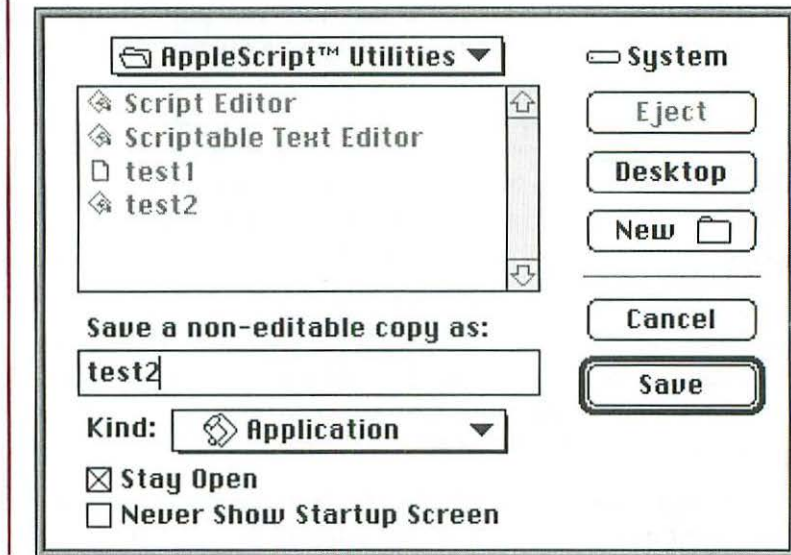 AppleScript™ Utilities
System
Script Editor
Scriptable Text Editor
test1
test2
Eject
Desktop
New
Save a non-editable copy as:
test2
Cancel
Save
Kind: Application
Stay Open
Never Show Startup Screen